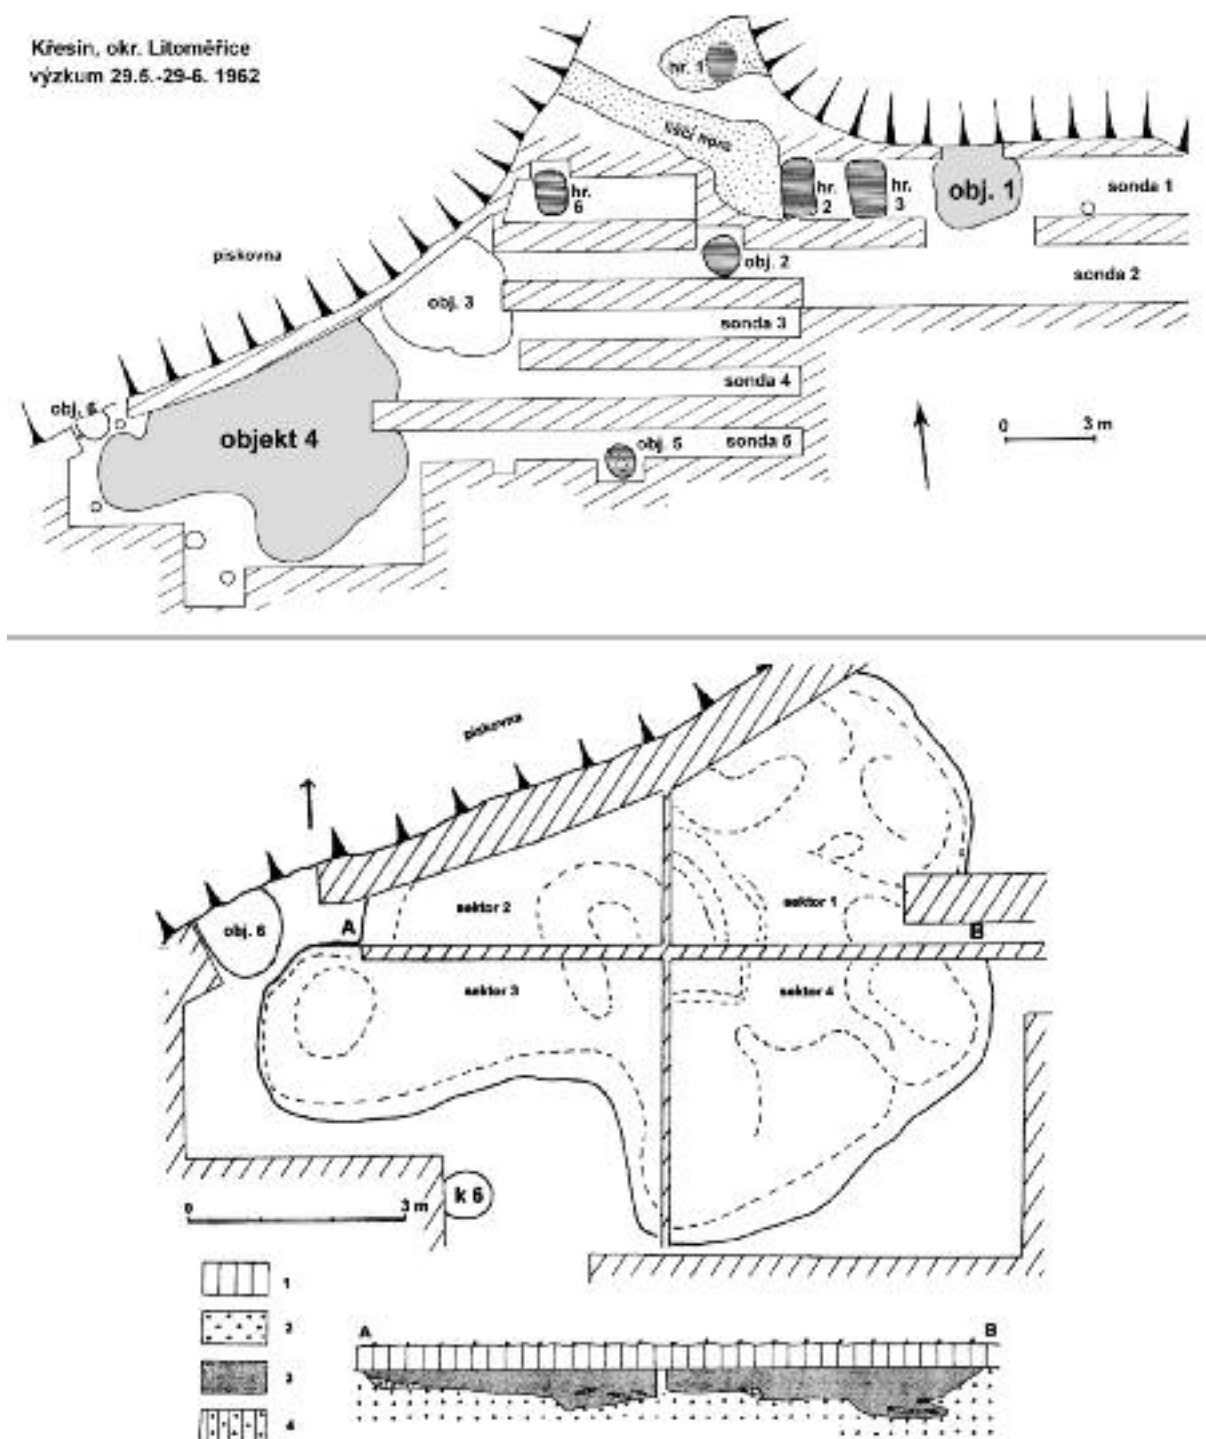 Křesín, okr. Litoměřice
výzkum 29.5.-29-6. 1962
hr. 1
liščí nora
hr.
6
hr.
2
hr.
3
obj. 1
sonda 1
pískovna
obj. 2
sonda 2
obj. 3
sonda 3
sonda 4
obj. 6
objekt 4
obj. 5
sonda 5
0 3 m
pískovna
obj. 6
A
sektor 2
sektor 1
B
sektor 3
sektor 4
k 6
0 3 m
1
2
3
4
A
B